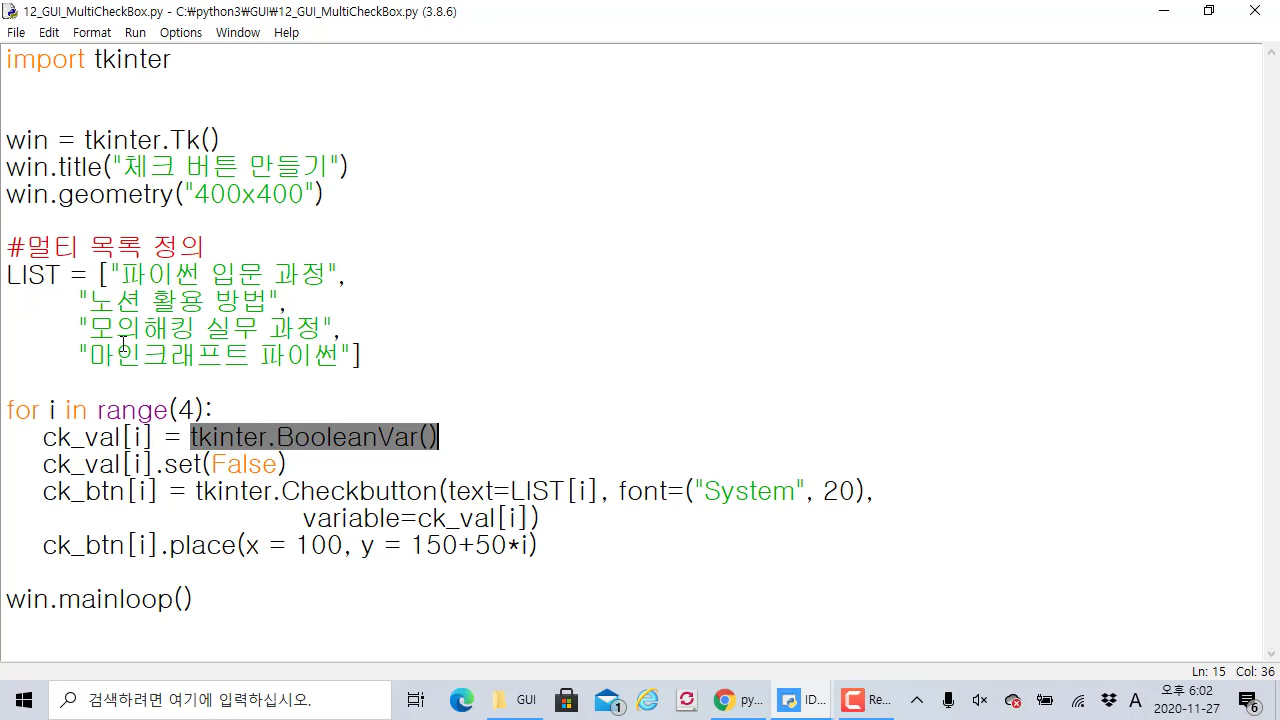 12_GUI_MultiCheckBox.py - C:₩python3₩GUI₩12_GUI_MultiCheckBox.py (3.8.6)
File Edit Format Run Options Window Help
import tkinter
win = tkinter.Tk()
win.title("체크 버튼 만들기")
win.geometry("400x400")
#멀티 목록 정의
LIST = ["파이썬 입문 과정",
"노션 활용 방법",
"모의해킹 실무 과정",
"마인크래프트 파이썬"]
for i in range(4):
ck_val[i] = tkinter.BooleanVar()
ck_val[i].set(False)
ck_btn[i] = tkinter.Checkbutton(text=LIST[i], font=("System", 20),
variable=ck_val[i])
ck_btn[i].place(x = 100, y = 150+50*i)
win.mainloop()
Ln: 15 Col: 36
검색하려면 여기에 입력하십시오. GUI 1 py... ID... Re... A 오후 6:02 6
2020-11-27